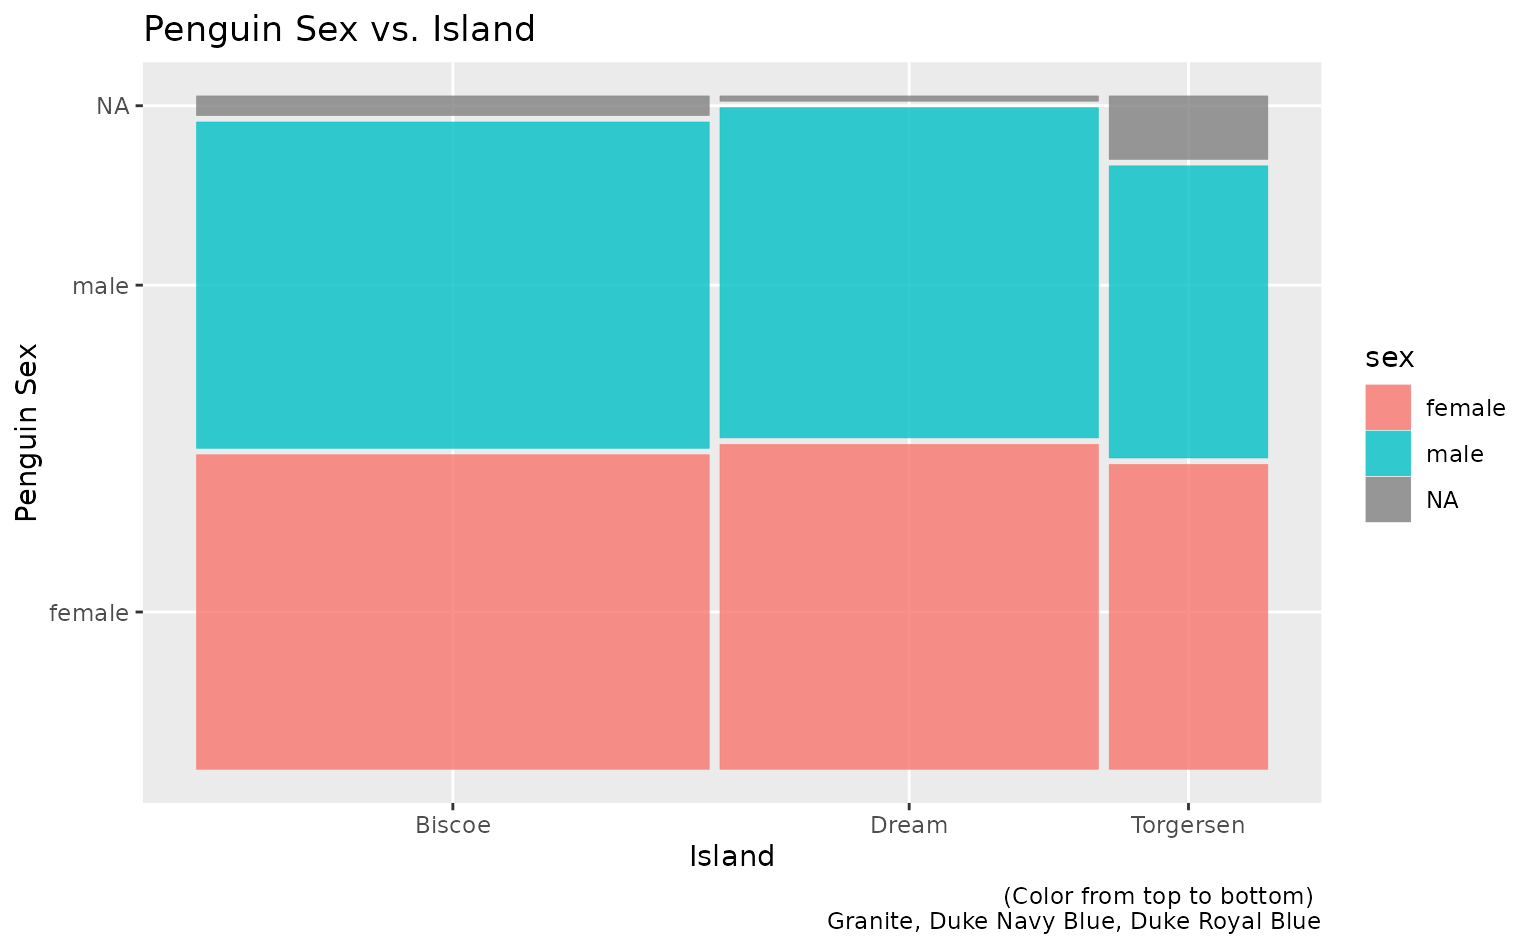 Penguin Sex vs. Island
NA
male
female
Penguin Sex
Biscoe
Dream
Torgersen
Island
sex
female
male
NA
(Color from top to bottom)
Granite, Duke Navy Blue, Duke Royal Blue